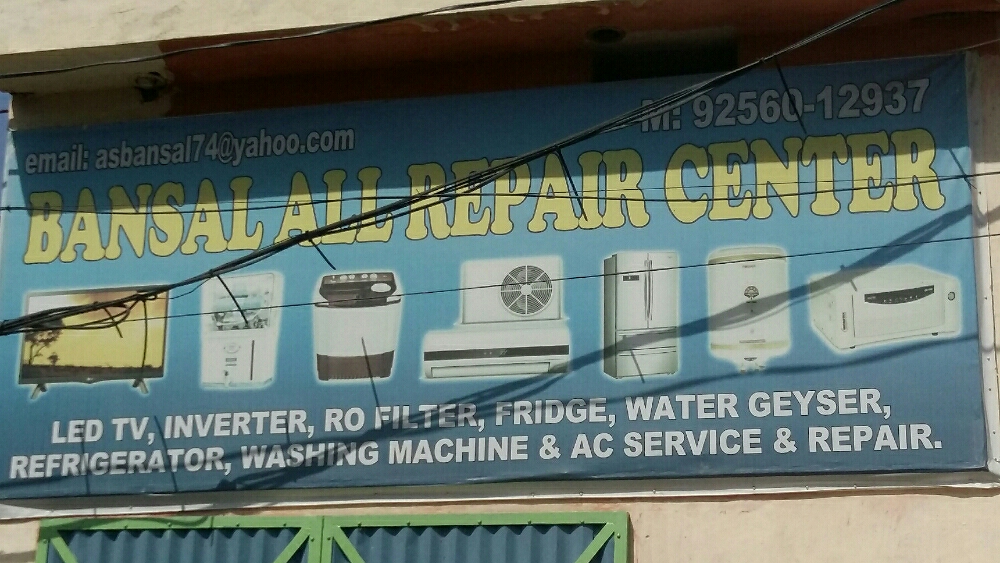 email: asbansal74@yahoo.com
M: 92560-12937
BANSAL ALL REPAIR CENTER
LED TV, INVERTER, RO FILTER, FRIDGE, WATER GEYSER,
REFRIGERATOR, WASHING MACHINE & AC SERVICE & REPAIR.